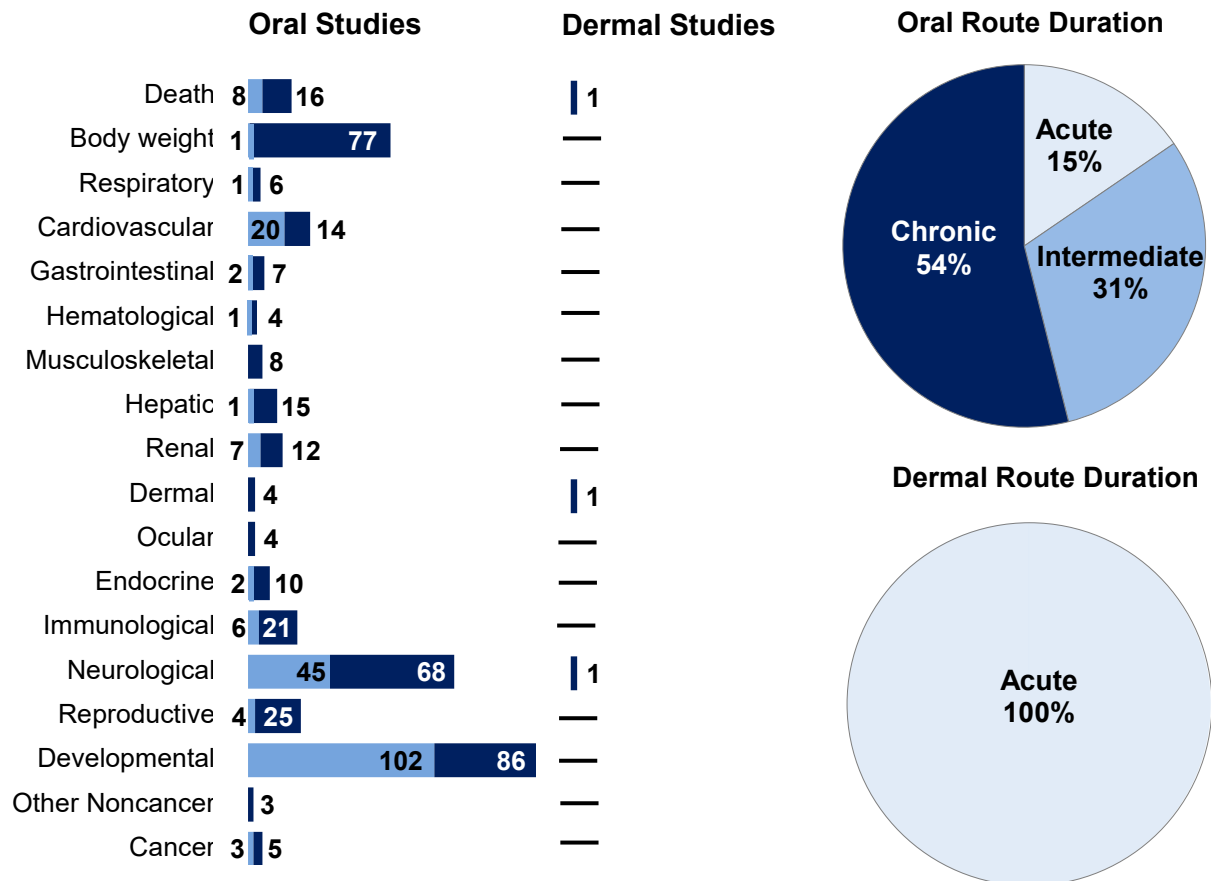 Oral Studies
Dermal Studies
Oral Route Duration
Death 8 16 1
Body weight 1 77 —
Respiratory 1 6 —
Cardiovascular 20 14 —
Gastrointestinal 2 7 —
Hematological 1 4 —
Musculoskeletal 8 —
Hepatic 1 15 —
Renal 7 12 —
Dermal 4 1
Ocular 4 —
Endocrine 2 10 —
Immunological 6 21 —
Neurological 45 68 1
Reproductive 4 25 —
Developmental 102 86 —
Other Noncancer 3 —
Cancer 3 5 —
Acute
15%
Intermediate
31%
Chronic
54%
Dermal Route Duration
Acute
100%